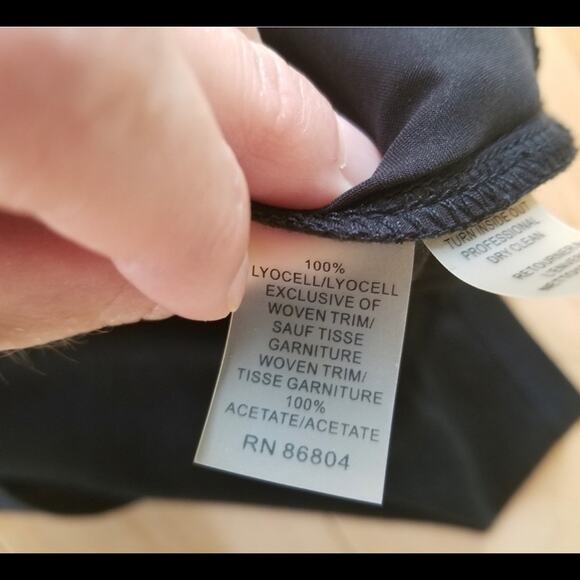 100%
LYOCELL/LYOCELL
EXCLUSIVE OF
WOVEN TRIM/
SAUF TISSE
GARNITURE
WOVEN TRIM/
TISSE GARNITURE
100%
ACETATE/ACETATE
RN 86804
TURN INSIDE OUT
PROFESSIONAL
DRY CLEAN
RETOURNER